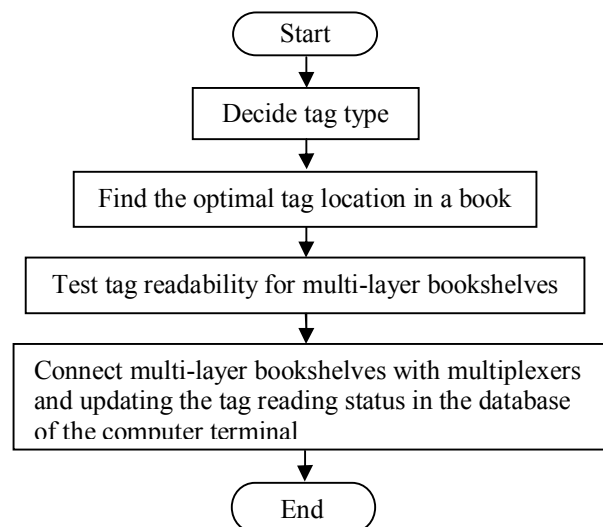 Start
Decide tag type
Find the optimal tag location in a book
Test tag readability for multi-layer bookshelves
Connect multi-layer bookshelves with multiplexers
and updating the tag reading status in the database
of the computer terminal
End